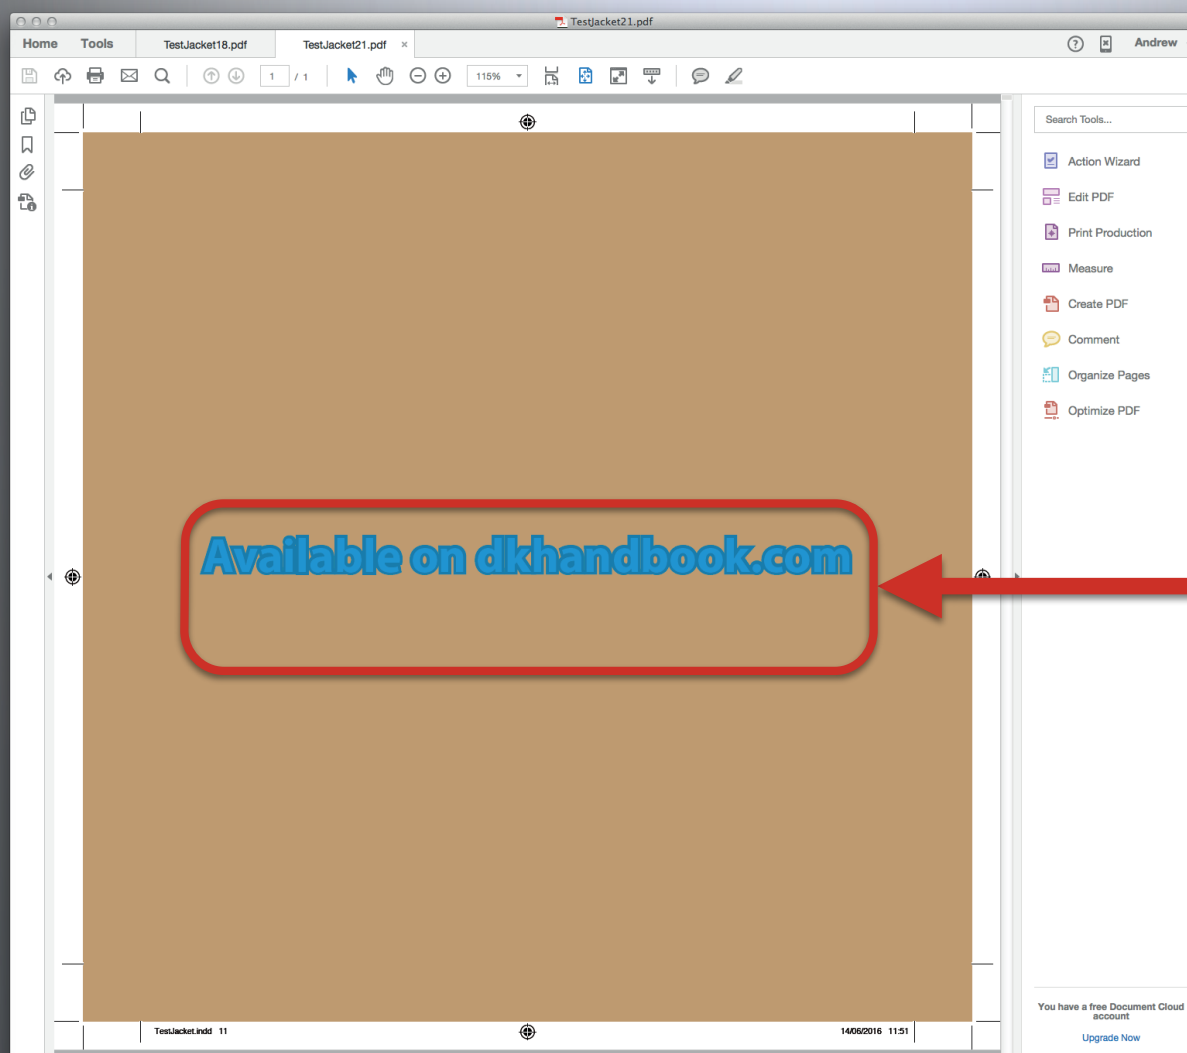 TestJacket21.pdf
Home Tools TestJacket18.pdf TestJacket21.pdf × ? Andrew
1 / 1 115%
Search Tools...
Action Wizard
Edit PDF
Print Production
Measure
Create PDF
Comment
Organize Pages
Optimize PDF
Available on dkhandbook.com
You have a free Document Cloud
account
Upgrade Now
TestJacket.indd 11 14/06/2016 11:51